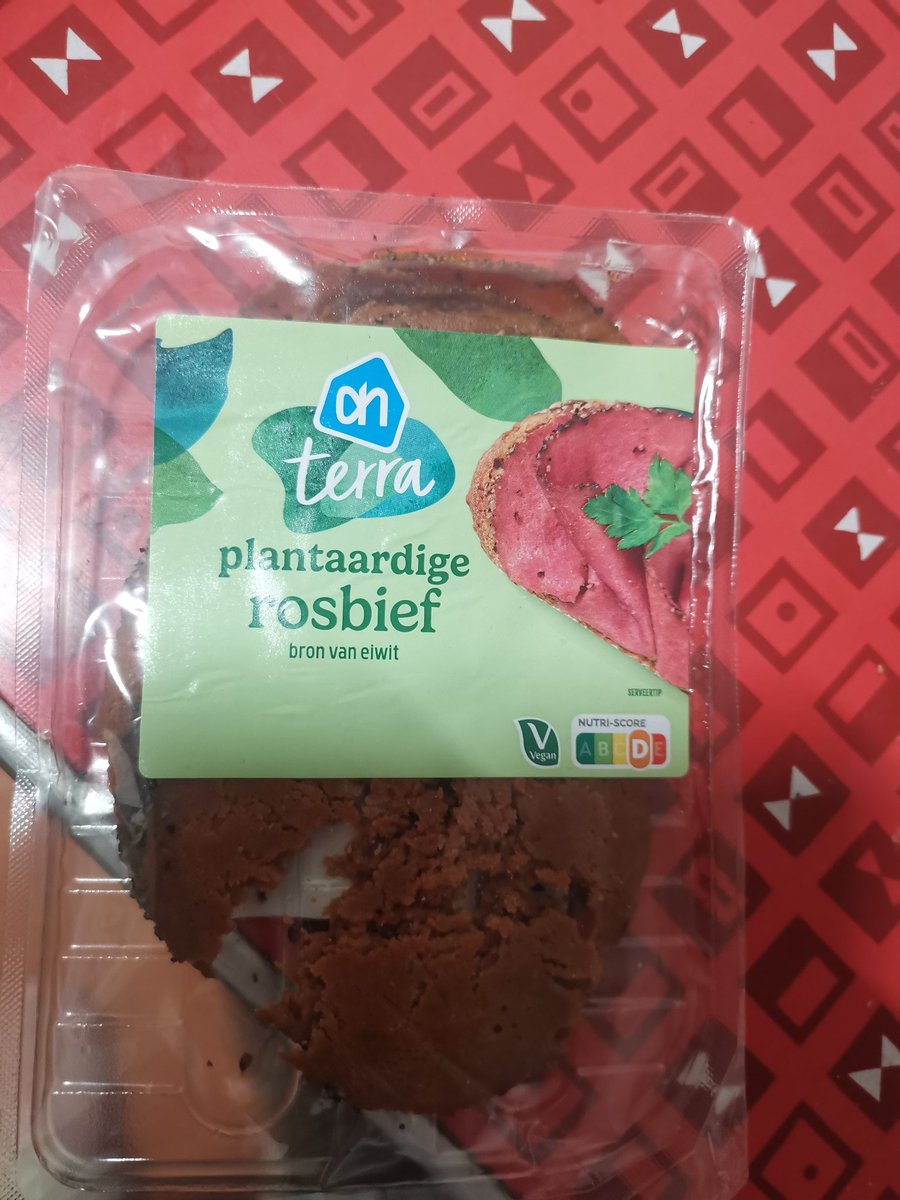 ah
terra
plantaardige
rosbief
bron van eiwit
SERVEERTIP
V
Vegan
NUTRI-SCORE
A B C D E